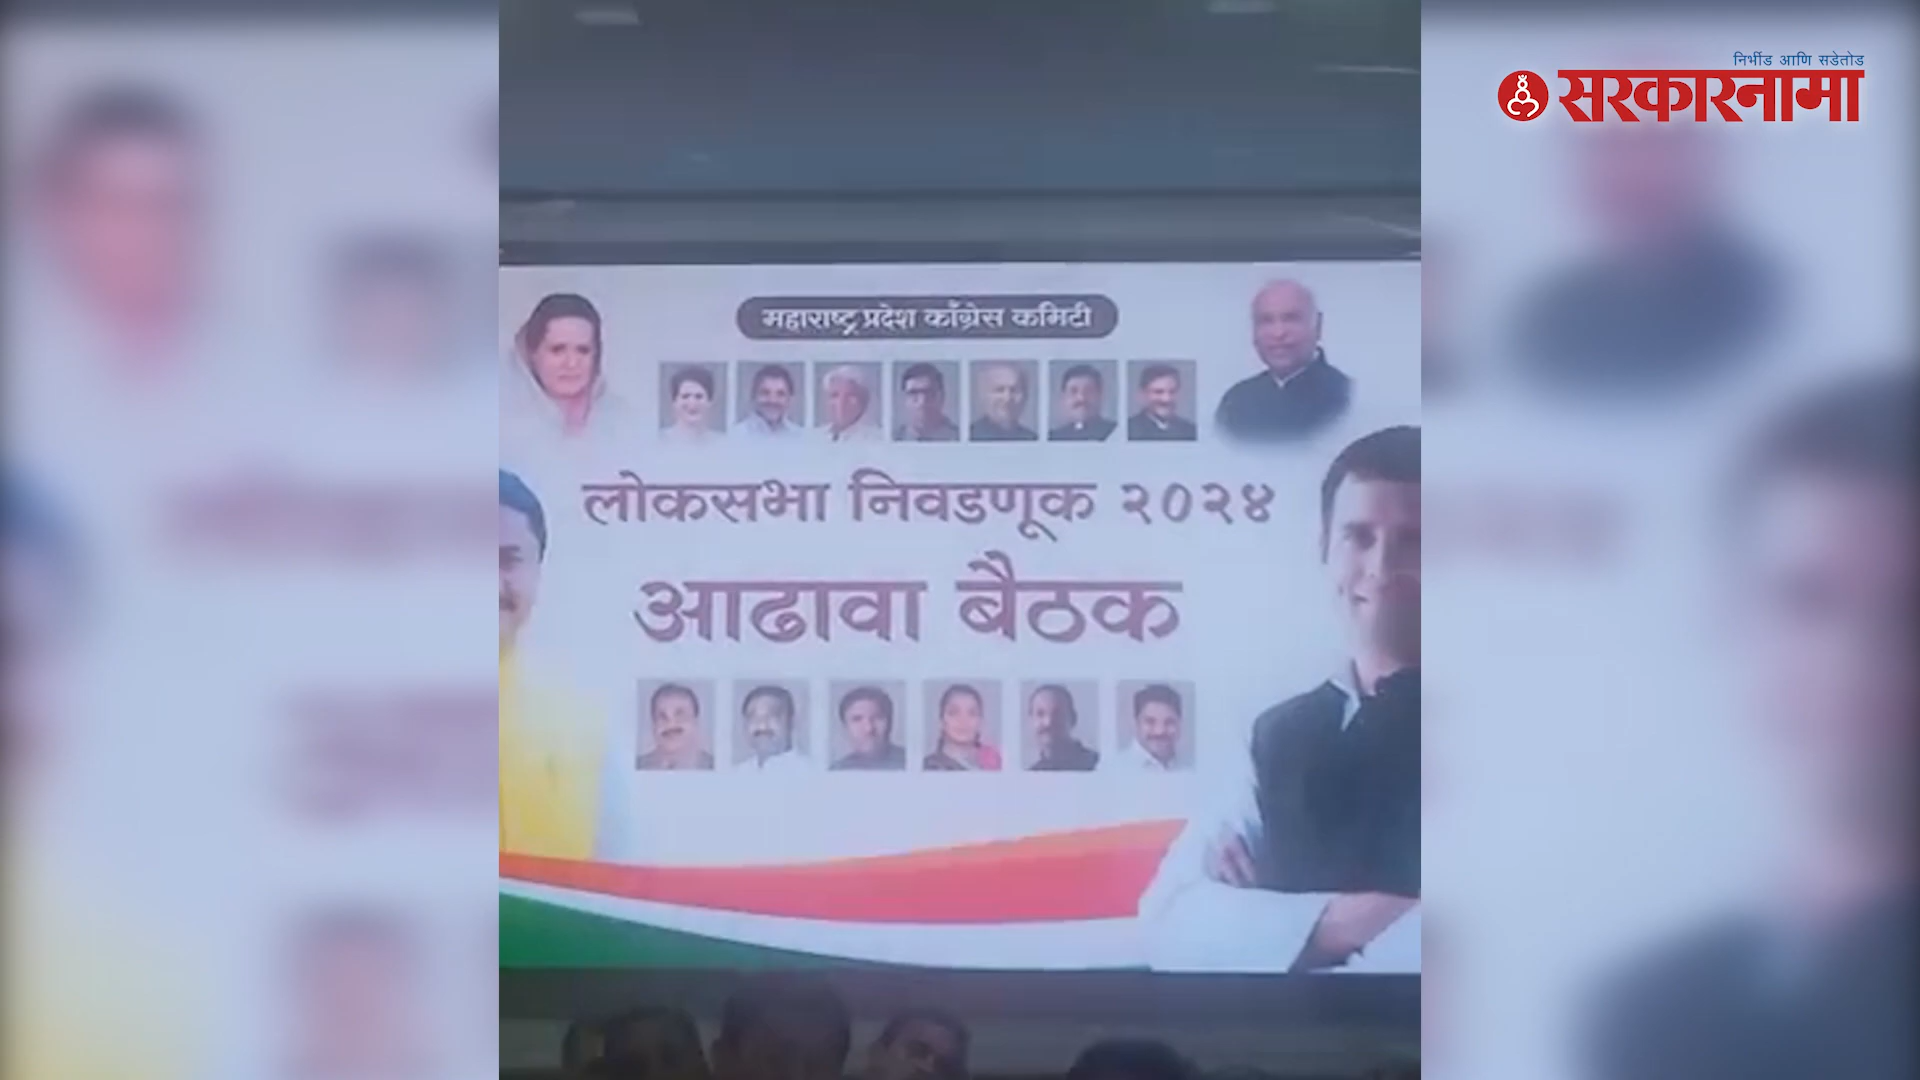 निर्भीड आणि सडेतोड
सरकारनामा
महाराष्ट्र प्रदेश काँग्रेस कमिटी
लोकसभा निवडणूक २०२४
आढावा बैठक